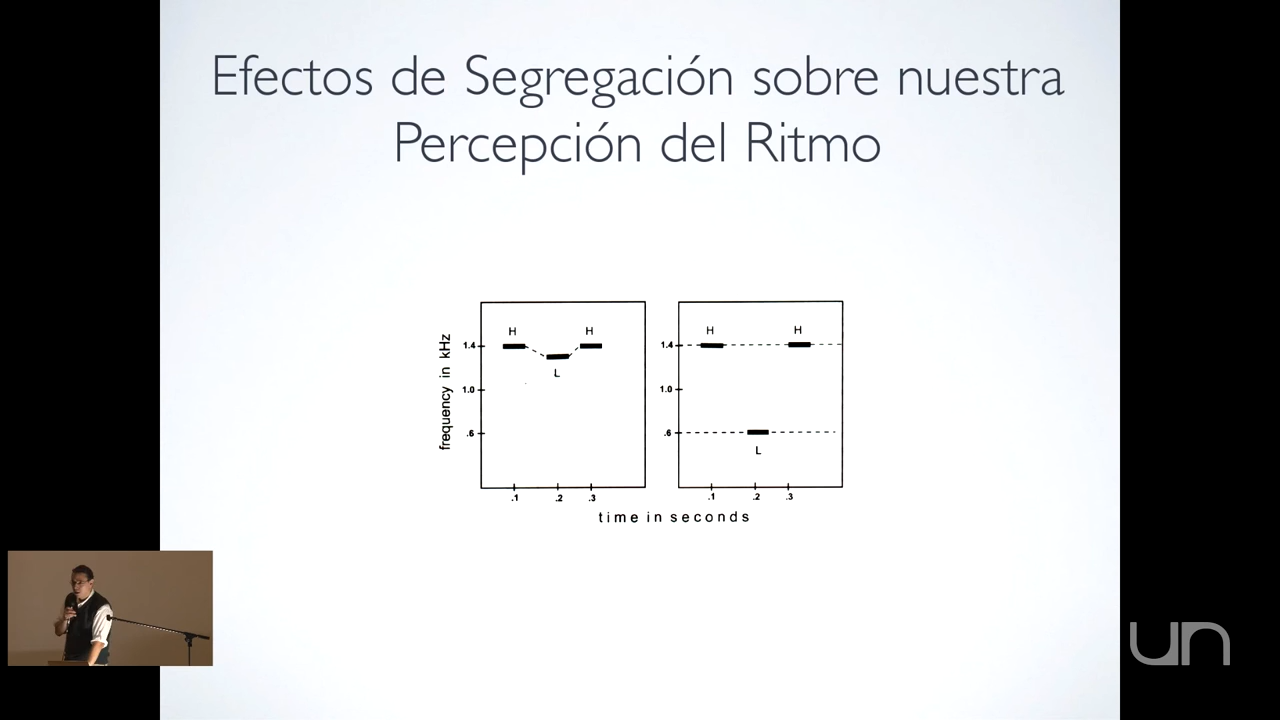 Efectos de Segregación sobre nuestra
Percepción del Ritmo
frequency in kHz
1.4
1.0
.6
H
L
H
.1 .2 .3
1.4
1.0
.6
H
H
L
.1 .2 .3
time in seconds
un